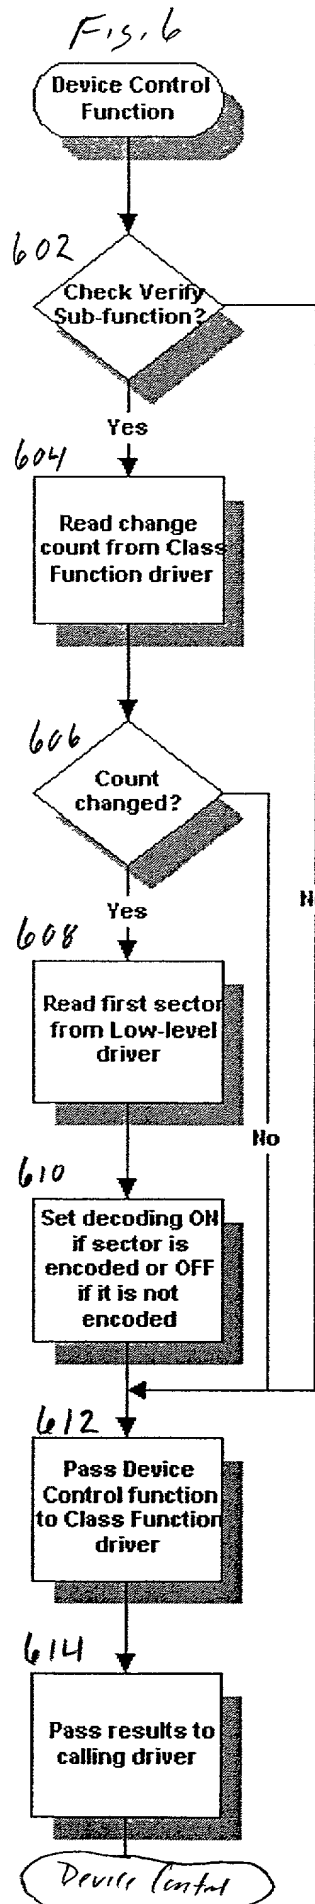 Fig. 6
Device Control
Function
602
Check Verify
Sub-function?
Yes
604
Read change
count from Class
Function driver
606
Count
changed?
N
Yes
608
Read first sector
from Low-level
driver
No
610
Set decoding ON
if sector is
encoded or OFF
if it is not
encoded
612
Pass Device
Control function
to Class Function
driver
614
Pass results to
calling driver
Device Control